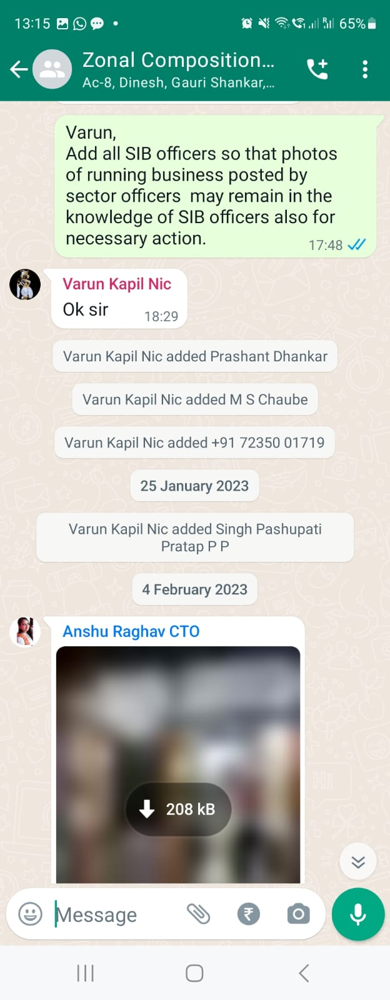 13:15
65%
Zonal Composition...
Ac-8, Dinesh, Gauri Shankar,...
Varun,
Add all SIB officers so that photos
of running business posted by
sector officers  may remain in the
knowledge of SIB officers also for
necessary action.
17:48
Varun Kapil Nic
Ok sir
18:29
Varun Kapil Nic added Prashant Dhankar
Varun Kapil Nic added M S Chaube
Varun Kapil Nic added +91 72350 01719
25 January 2023
Varun Kapil Nic added Singh Pashupati
Pratap P P
4 February 2023
Anshu Raghav CTO
208 kB
Message